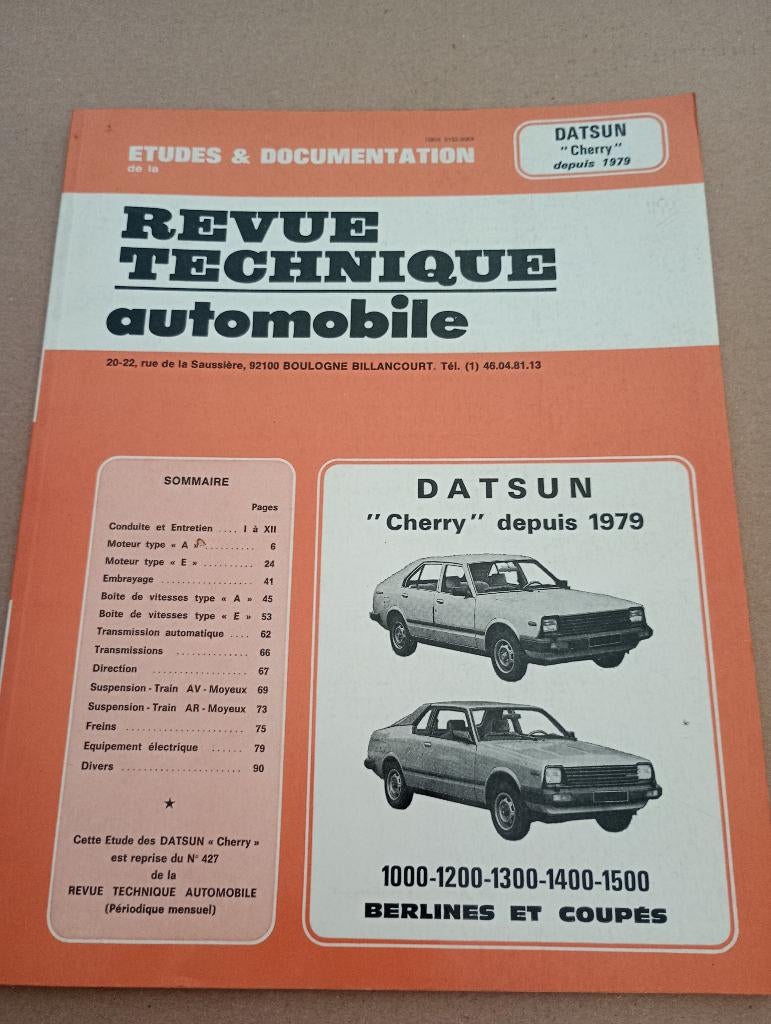 ETUDES & DOCUMENTATION
de la
DATSUN
"Cherry"
depuis 1979
REVUE
TECHNIQUE
automobile
20-22, rue de la Saussière, 92100 BOULOGNE BILLANCOURT. Tél. (1) 46.04.81.13
SOMMAIRE
Pages
Conduite et Entretien .... I à XII
Moteur type « A » .......... 6
Moteur type « E » .......... 24
Embrayage .................. 41
Boîte de vitesses type « A » 45
Boîte de vitesses type « E » 53
Transmission automatique .... 62
Transmissions .............. 66
Direction .................. 67
Suspension - Train AV - Moyeux 69
Suspension - Train AR - Moyeux 73
Freins ..................... 75
Equipement électrique ...... 79
Divers ..................... 90
★
Cette Etude des DATSUN « Cherry »
est reprise du N° 427
de la
REVUE TECHNIQUE AUTOMOBILE
(Périodique mensuel)
DATSUN
"Cherry" depuis 1979
1000-1200-1300-1400-1500
BERLINES ET COUPÉS